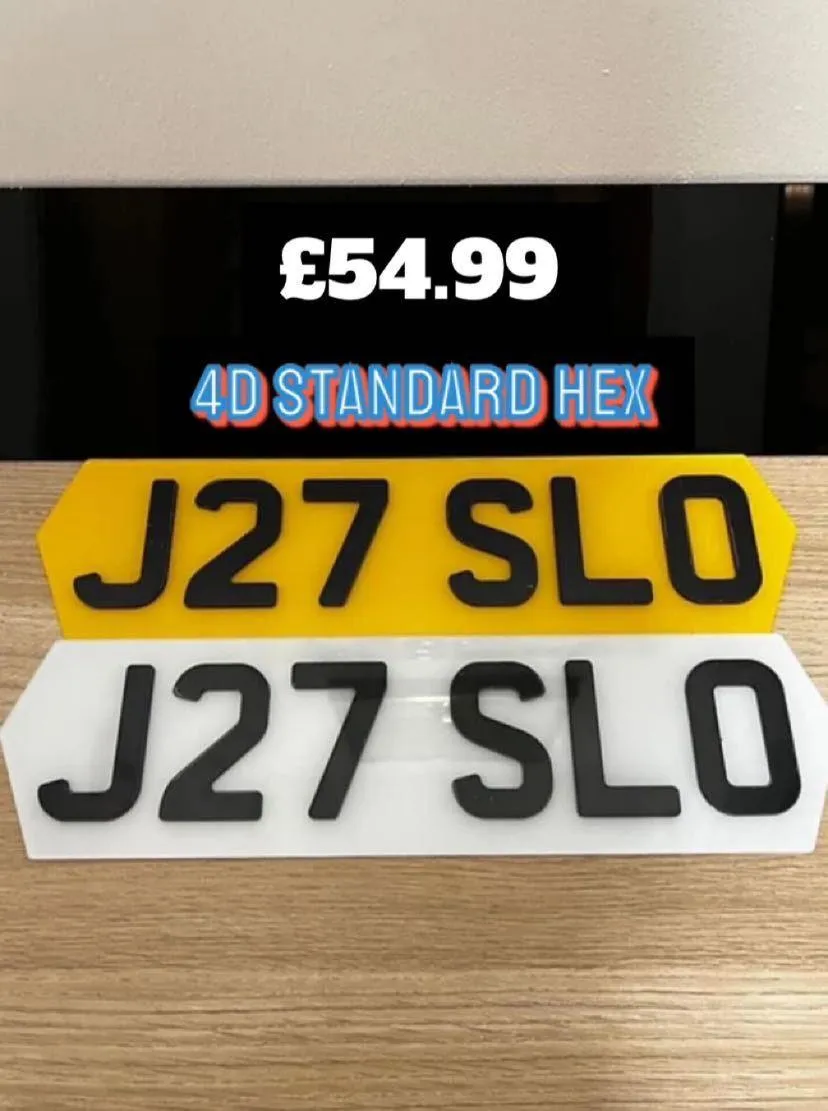 £54.99
4D STANDARD HEX
J27 SLO
J27 SLO